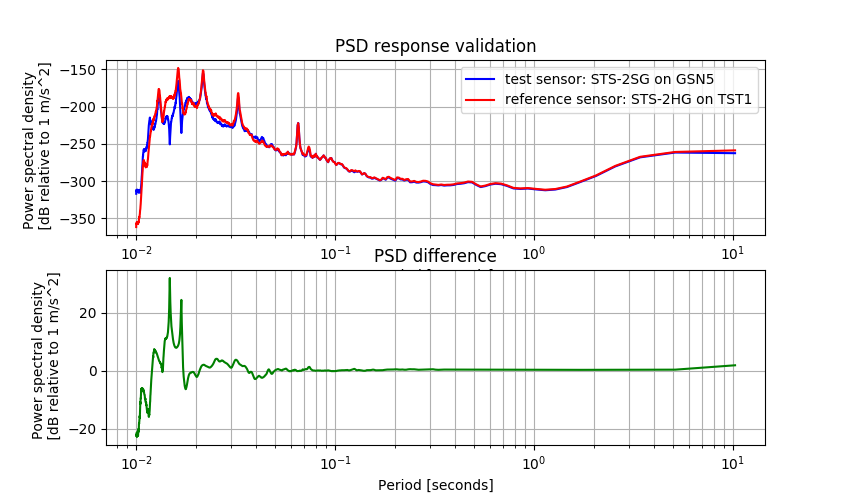 PSD response validation
Power spectral density
[dB relative to 1 m/s^2]
−150
−200
−250
−300
−350
test sensor: STS-2SG on GSN5
reference sensor: STS-2HG on TST1
10^−2
10^−1
10^0
10^1
PSD difference
Power spectral density
[dB relative to 1 m/s^2]
20
0
−20
10^−2
10^−1
10^0
10^1
Period [seconds]